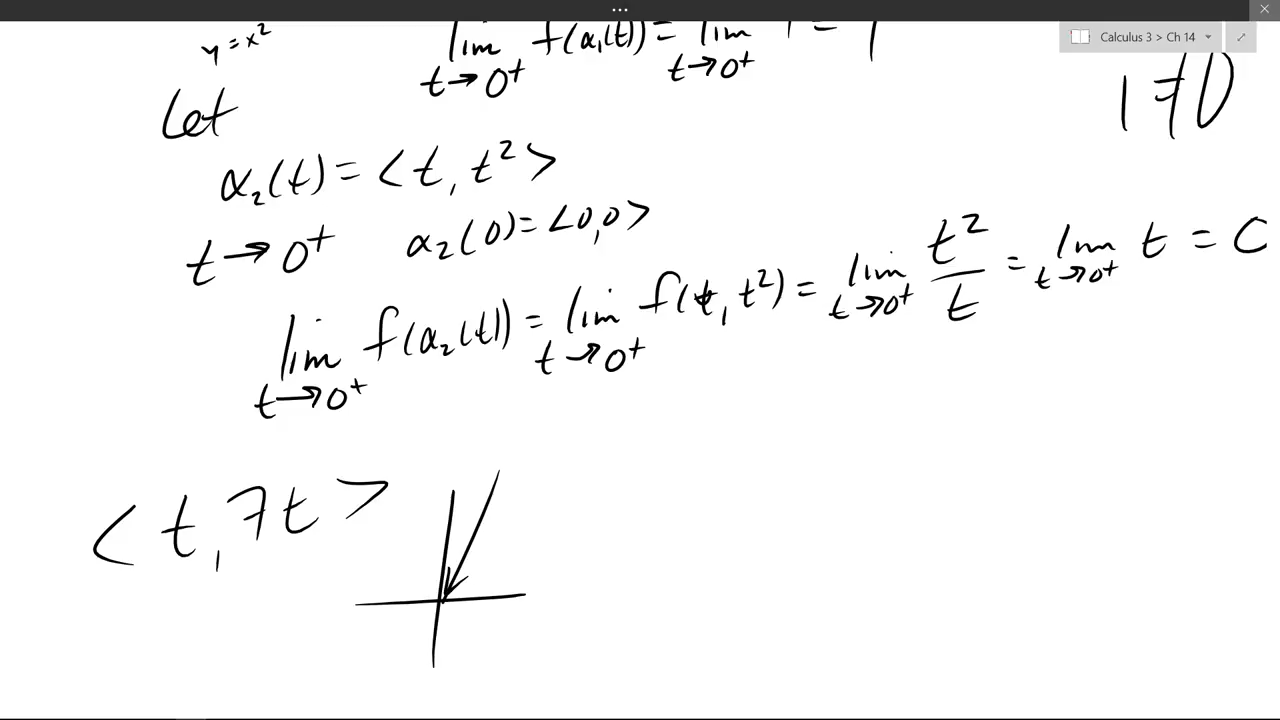 Calculus 3 > Ch 14
y = x²
lim t→0⁺ f(α₁(t)) = lim t→0⁺ 1 = 1
1 ≠ 0
Let
α₂(t) = <t, t²>
t → 0⁺ α₂(0) = <0,0>
lim t→0⁺ f(α₂(t)) = lim t→0⁺ f(t, t²) = lim t→0⁺ t²/t = lim t→0⁺ t = 0
<t, 7t>